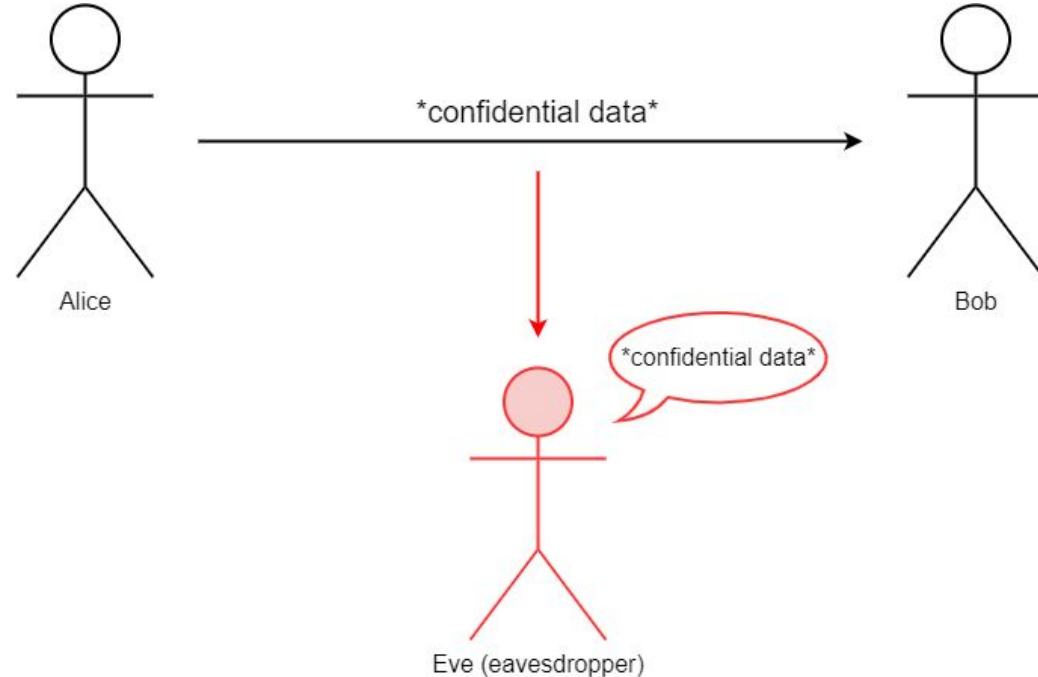 *confidential data*
Alice
Bob
*confidential data*
Eve (eavesdropper)